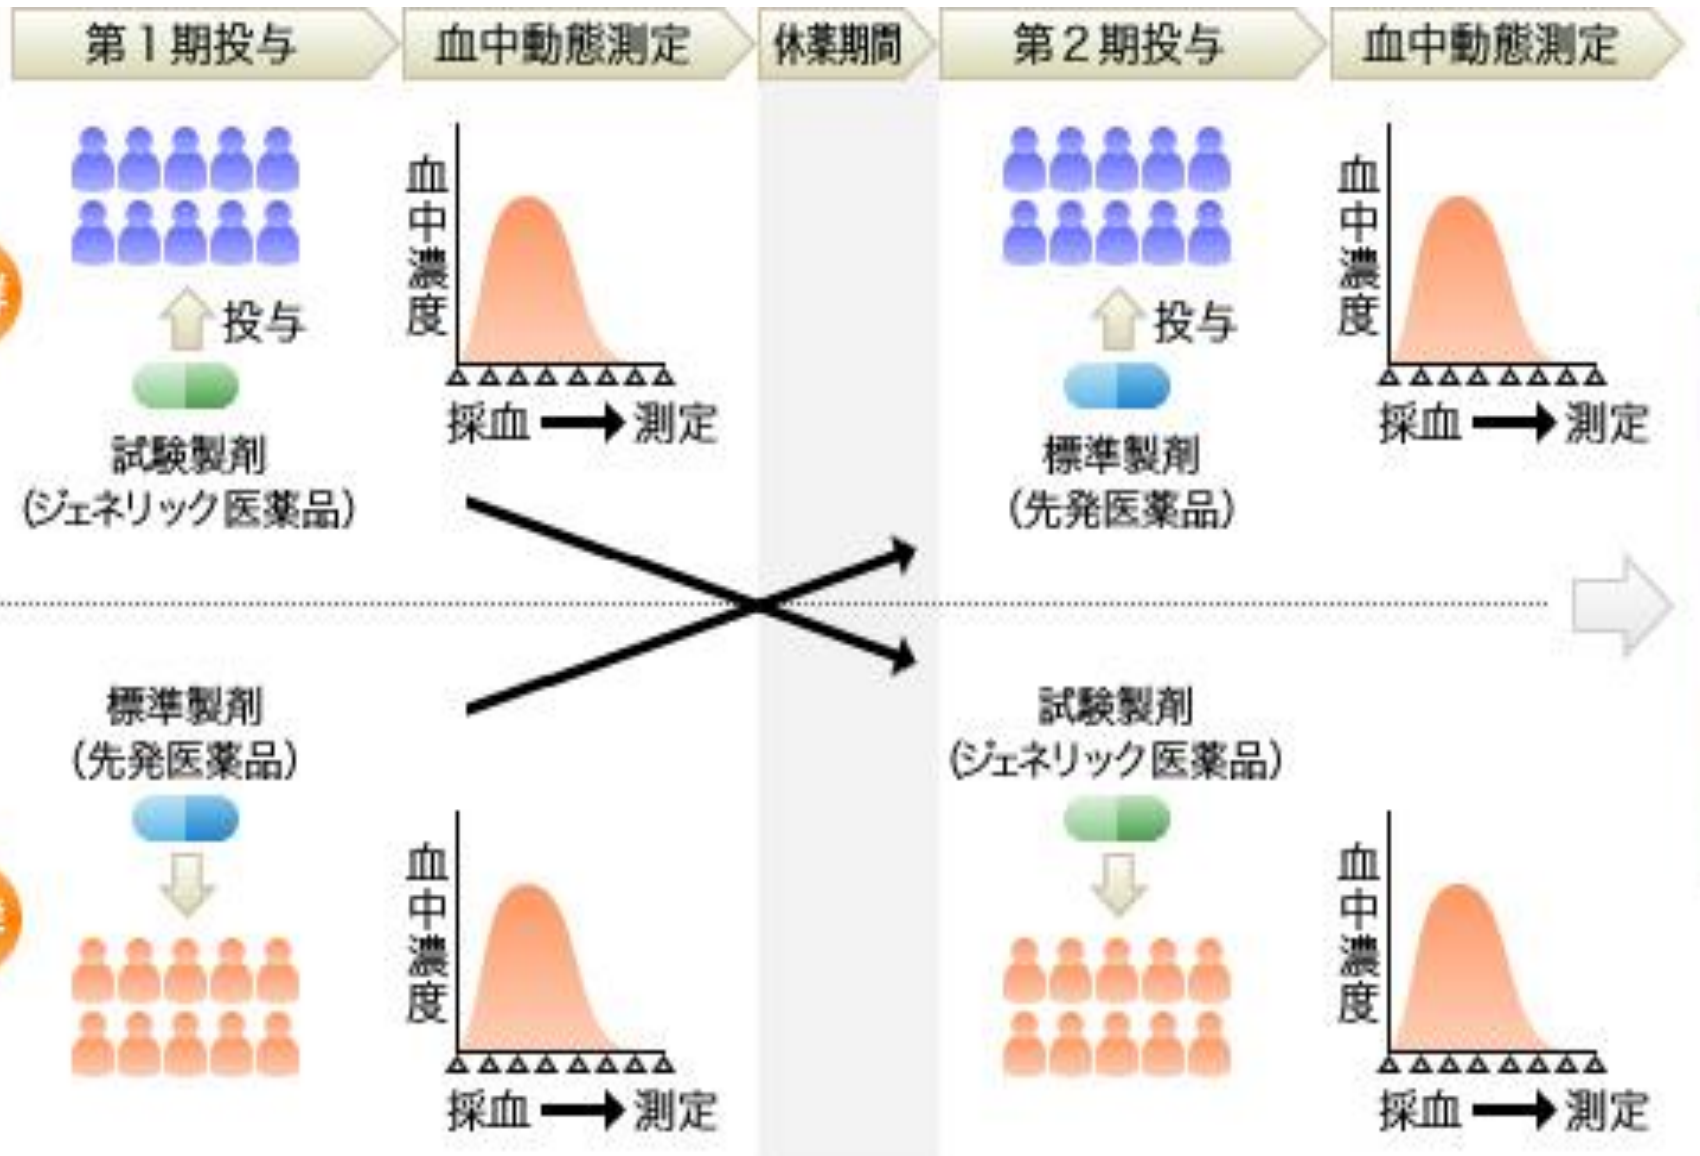 第1期投与
血中動態測定
休薬期間
第2期投与
血中動態測定
投与
試験製剤
(ジェネリック医薬品)
血中濃度
採血
測定
投与
標準製剤
(先発医薬品)
血中濃度
採血
測定
標準製剤
(先発医薬品)
血中濃度
採血
測定
試験製剤
(ジェネリック医薬品)
血中濃度
採血
測定